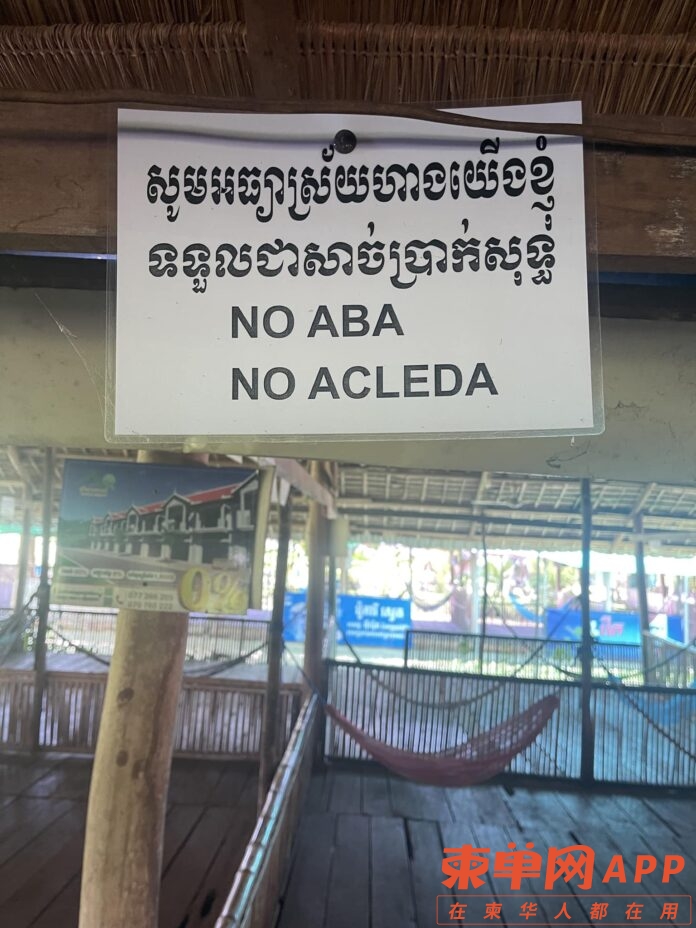 សូមអធ្យាស្រ័យហាងយើងខ្ញុំ
ទទួលជាសាច់ប្រាក់សុទ្ធ
NO ABA
NO ACLEDA
0%
柬单网APP
在柬华人都在用